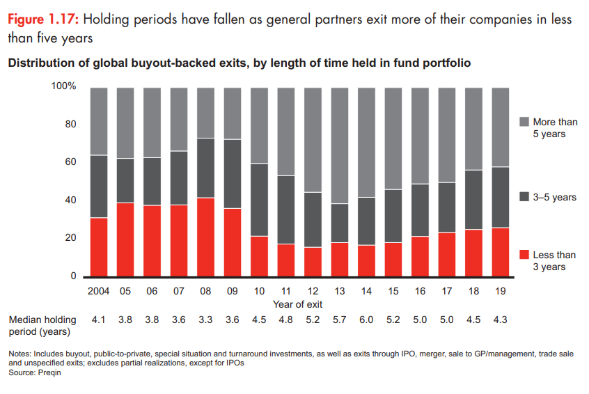 Figure 1.17: Holding periods have fallen as general partners exit more of their companies in less
than five years
Distribution of global buyout-backed exits, by length of time held in fund portfolio
100%
80
60
40
20
0
More than
5 years
3–5 years
Less than
3 years
2004 05 06 07 08 09 10 11 12 13 14 15 16 17 18 19
Year of exit
Median holding
period (years)
4.1 3.8 3.8 3.6 3.3 3.6 4.5 4.8 5.2 5.7 6.0 5.2 5.0 5.0 4.5 4.3
Notes: Includes buyout, public-to-private, special situation and turnaround investments, as well as exits through IPO, merger, sale to GP/management, trade sale
and unspecified exits; excludes partial realizations, except for IPOs
Source: Preqin